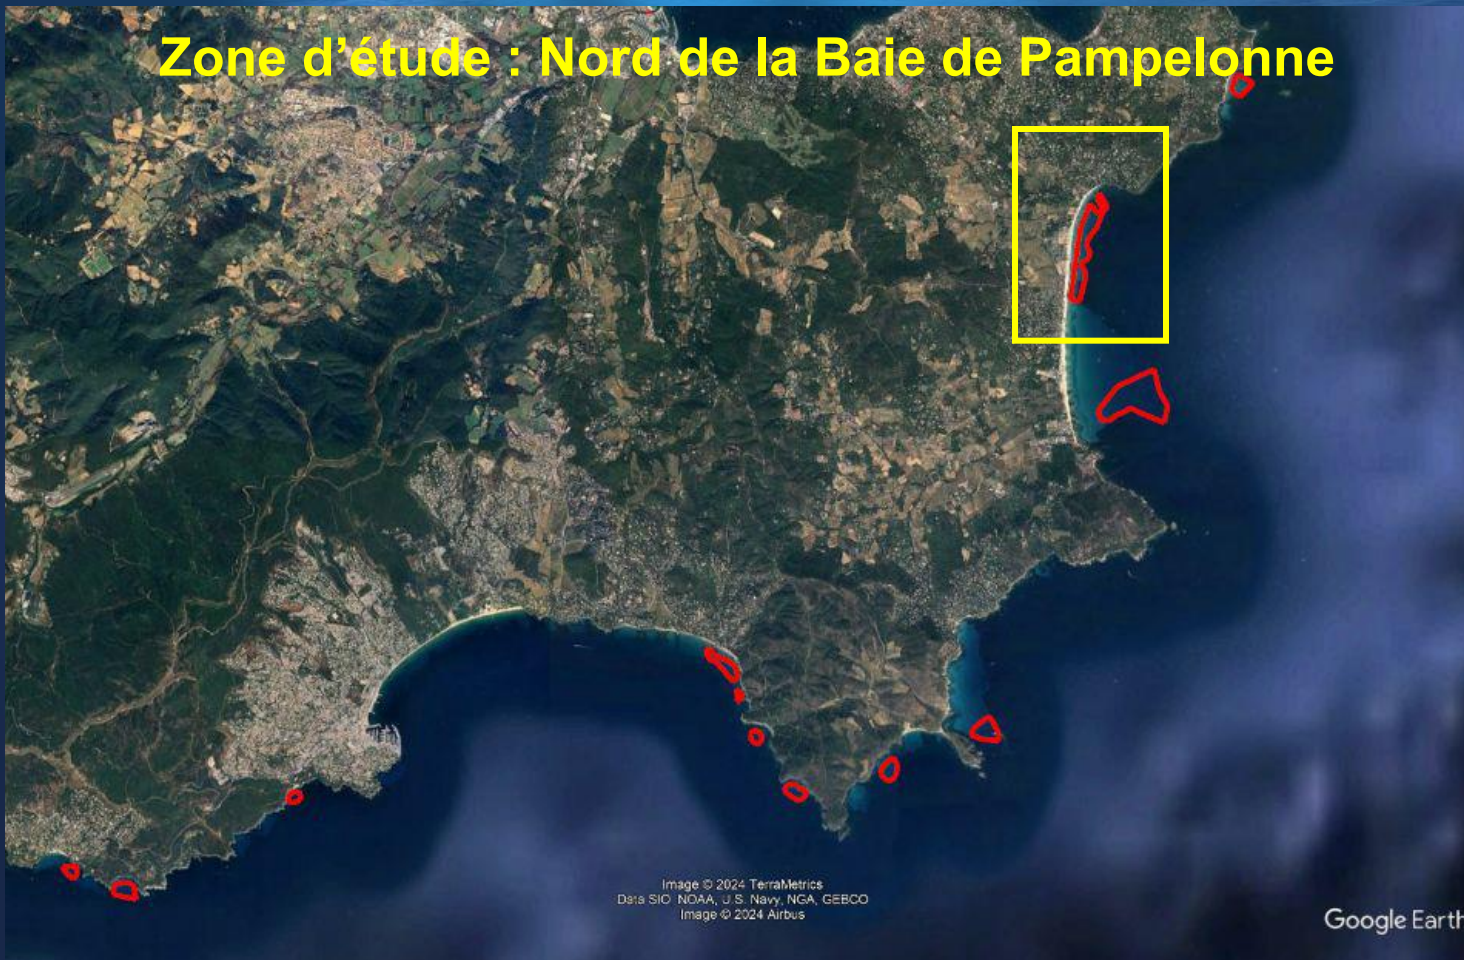 Zone d'étude : Nord de la Baie de Pampelonne
Image © 2024 TerraMetrics
Data SIO, NOAA, U.S. Navy, NGA, GEBCO
Image © 2024 Airbus
Google Earth